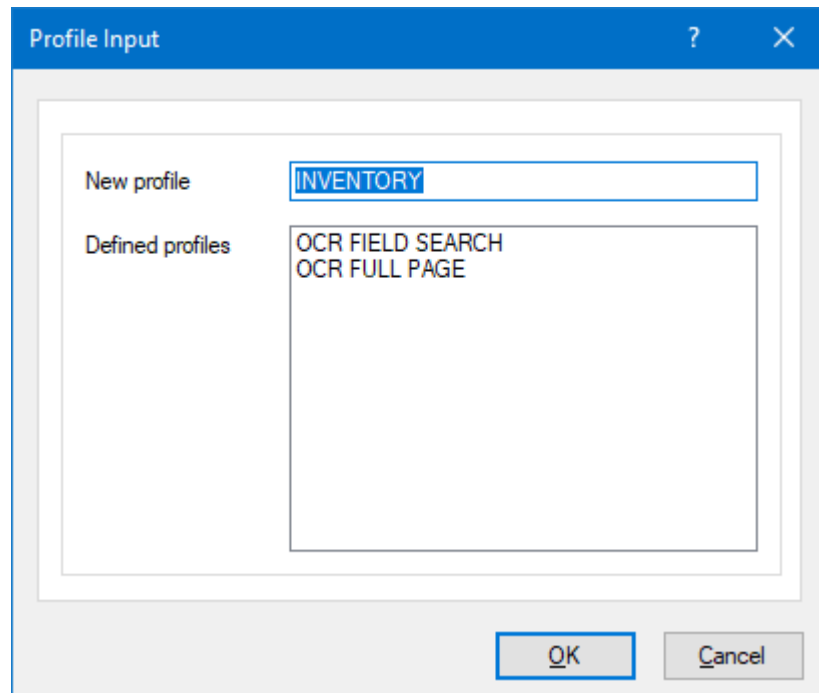 Profile Input ?
New profile INVENTORY
Defined profiles OCR FIELD SEARCH
OCR FULL PAGE
OK Cancel